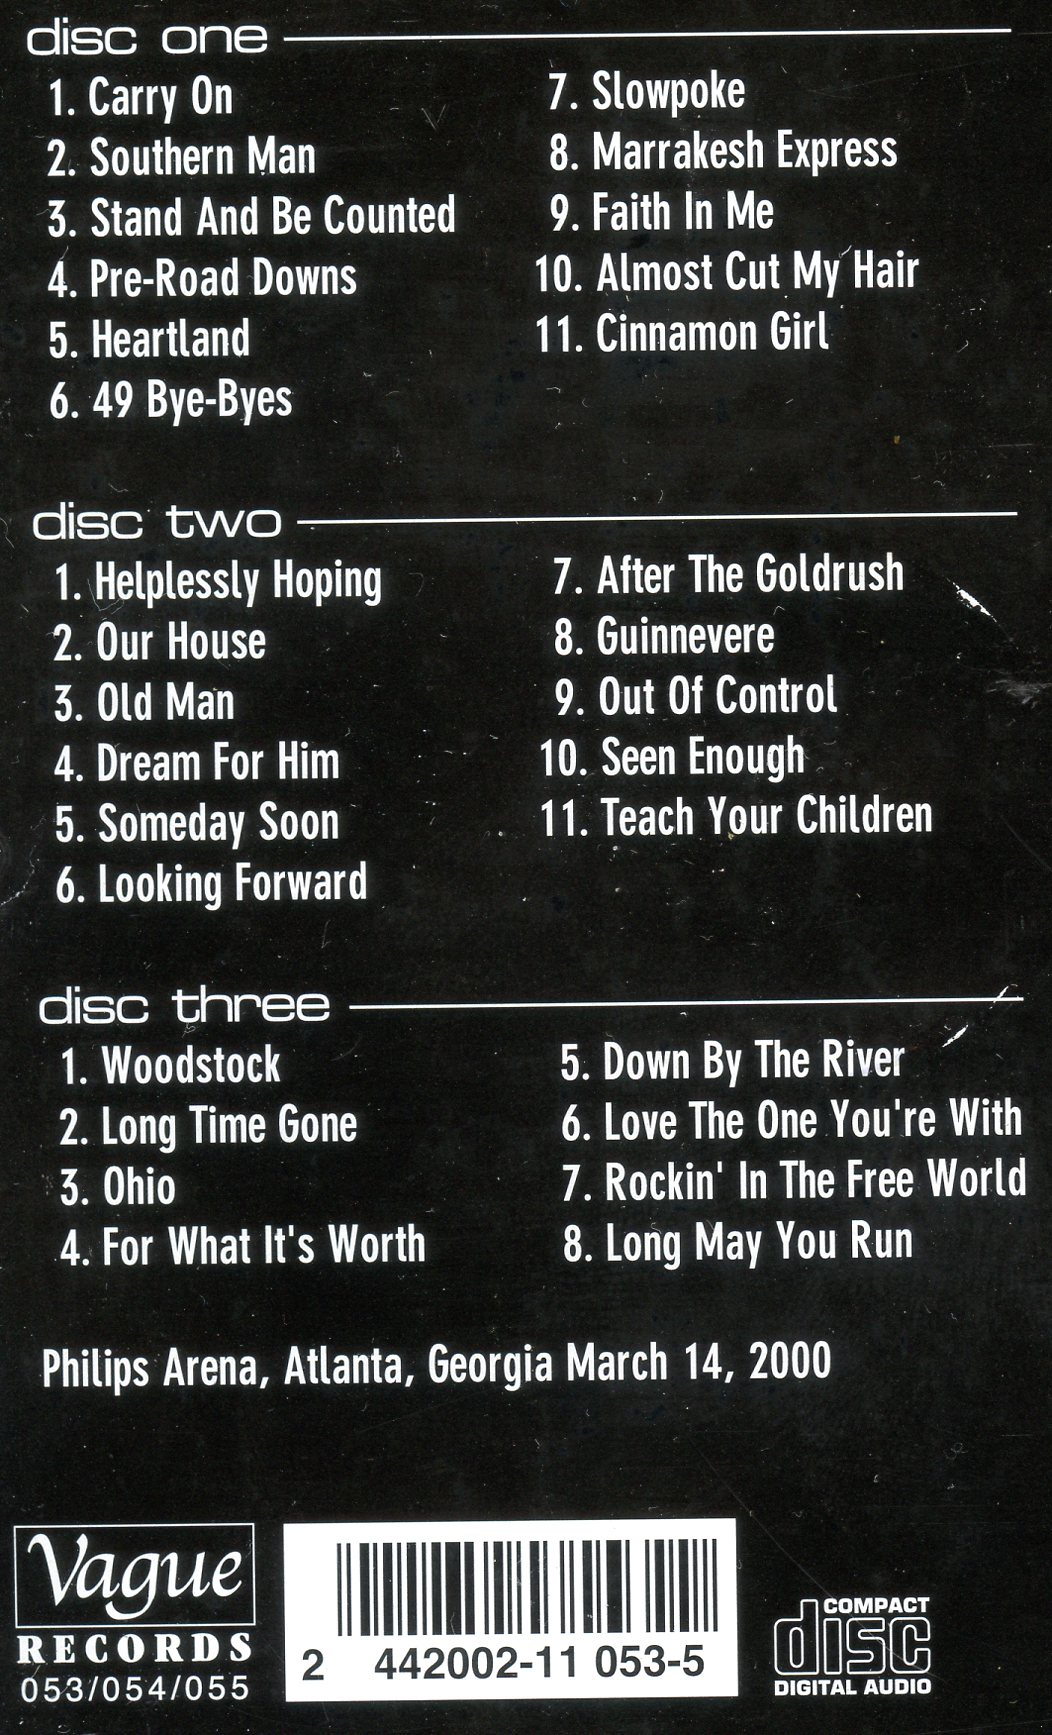 disc one
1. Carry On
2. Southern Man
3. Stand And Be Counted
4. Pre-Road Downs
5. Heartland
6. 49 Bye-Byes
7. Slowpoke
8. Marrakesh Express
9. Faith In Me
10. Almost Cut My Hair
11. Cinnamon Girl
disc two
1. Helplessly Hoping
2. Our House
3. Old Man
4. Dream For Him
5. Someday Soon
6. Looking Forward
7. After The Goldrush
8. Guinnevere
9. Out Of Control
10. Seen Enough
11. Teach Your Children
disc three
1. Woodstock
2. Long Time Gone
3. Ohio
4. For What It's Worth
5. Down By The River
6. Love The One You're With
7. Rockin' In The Free World
8. Long May You Run
Philips Arena, Atlanta, Georgia March 14, 2000
Vague
RECORDS
053/054/055
2 442002-11 053-5
COMPACT
disc
DIGITAL AUDIO